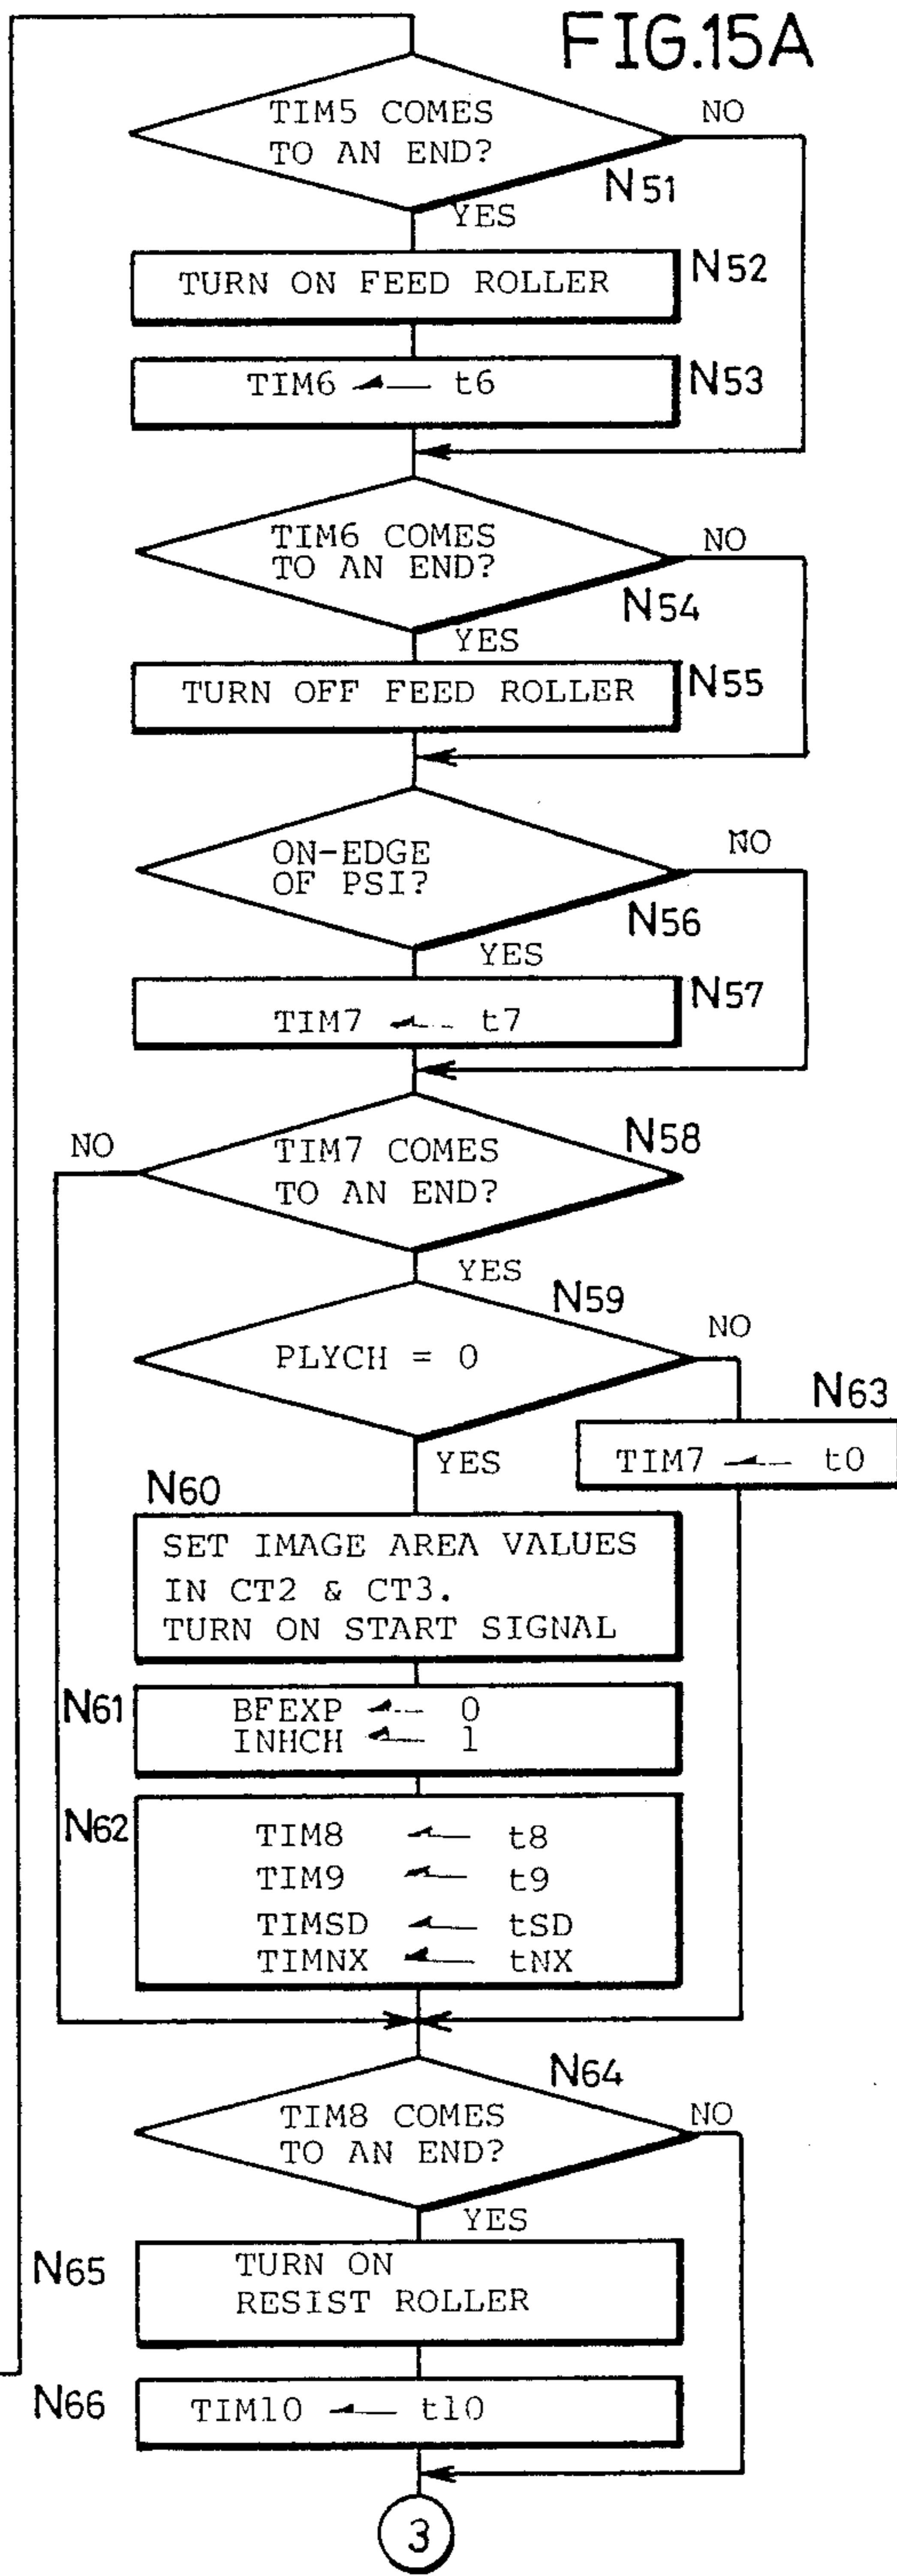 FIG.15A
TIM5 COMES
TO AN END?
NO
N51
YES
TURN ON FEED ROLLER
N52
TIM6 ← t6
N53
TIM6 COMES
TO AN END?
NO
N54
YES
TURN OFF FEED ROLLER
N55
ON-EDGE
OF PSI?
NO
N56
YES
TIM7 ← t7
N57
NO
TIM7 COMES
TO AN END?
N58
YES
N59
PLYCH = 0
NO
YES
N63
TIM7 ← t0
N60
SET IMAGE AREA VALUES
IN CT2 & CT3.
TURN ON START SIGNAL
N61
BFEXP ← 0
INHCH ← 1
N62
TIM8 ← t8
TIM9 ← t9
TIMSD ← tSD
TIMNX ← tNX
N64
TIM8 COMES
TO AN END?
NO
YES
N65
TURN ON
RESIST ROLLER
N66
TIM10 ← t10
3